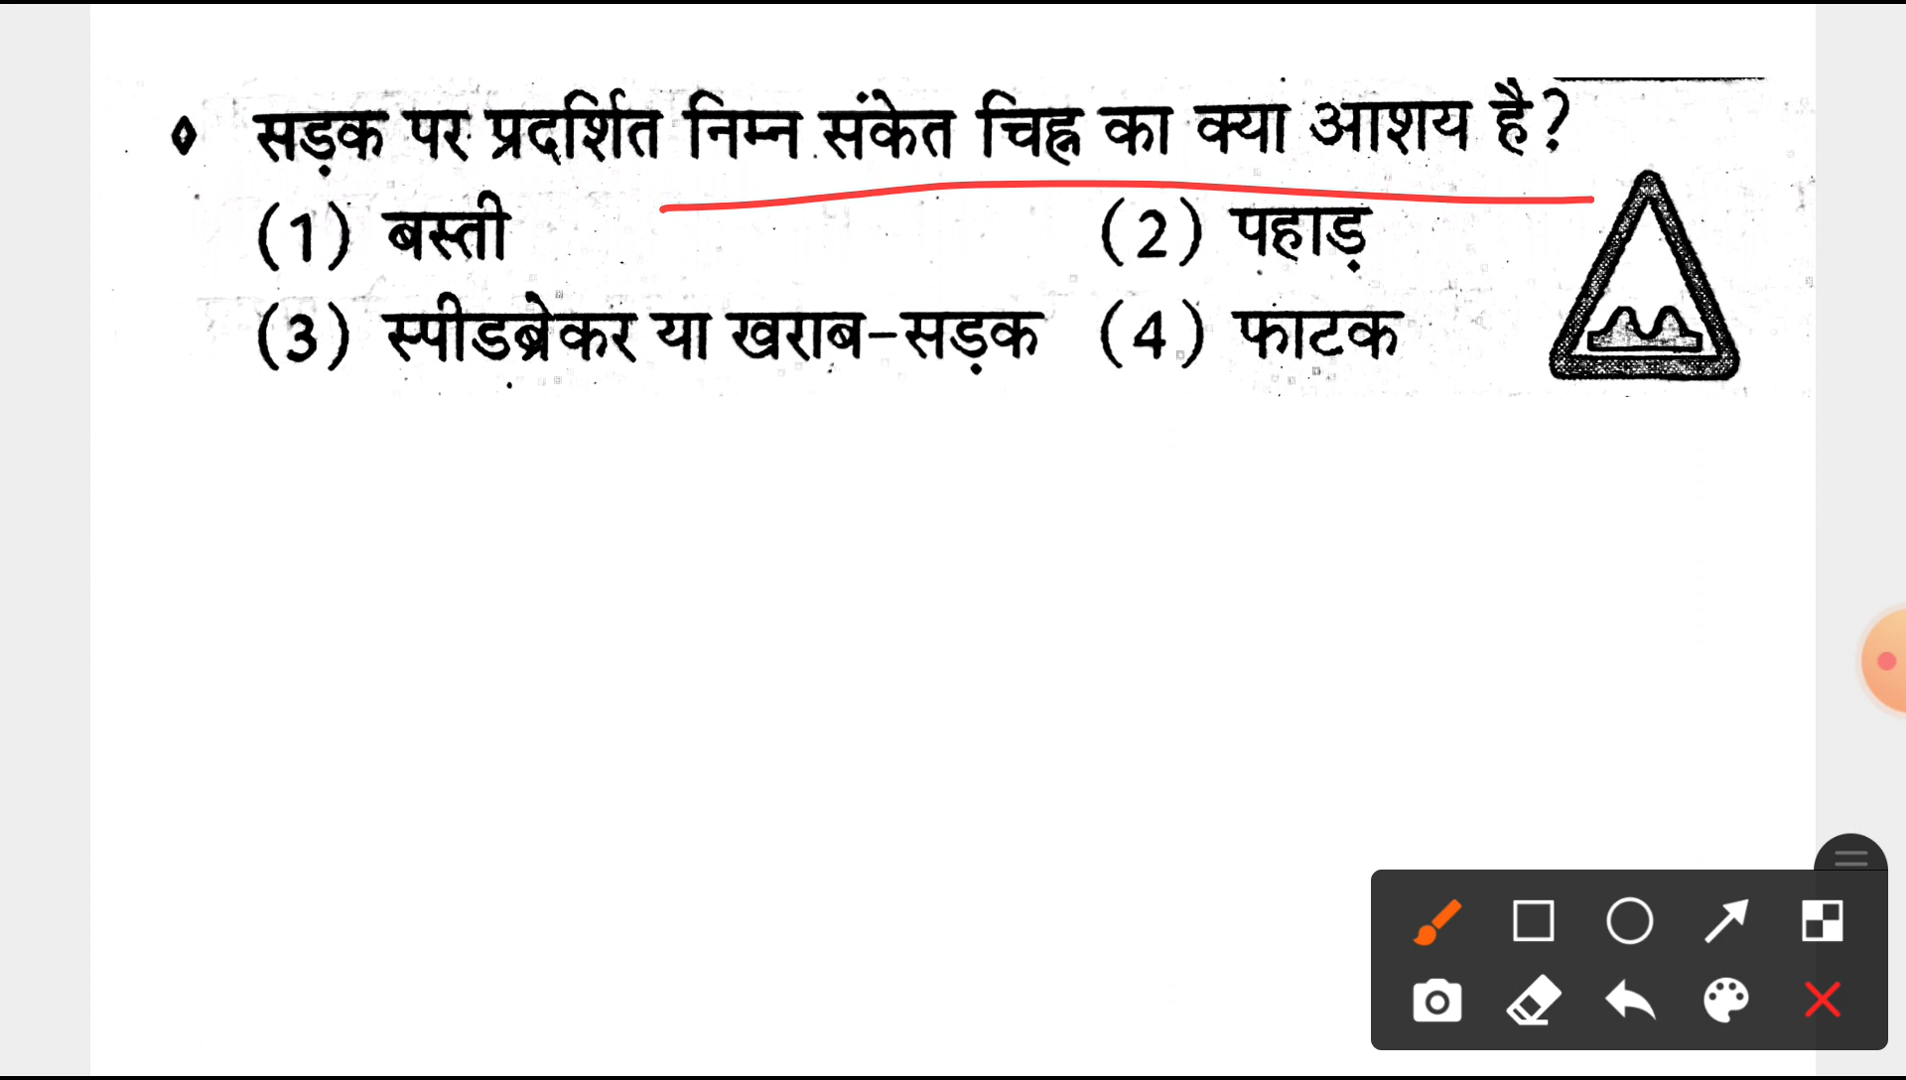 सड़क पर प्रदर्शित निम्न संकेत चिह्न का क्या आशय है?
(1) बस्ती (2) पहाड़
(3) स्पीडब्रेकर या खराब-सड़क (4) फाटक